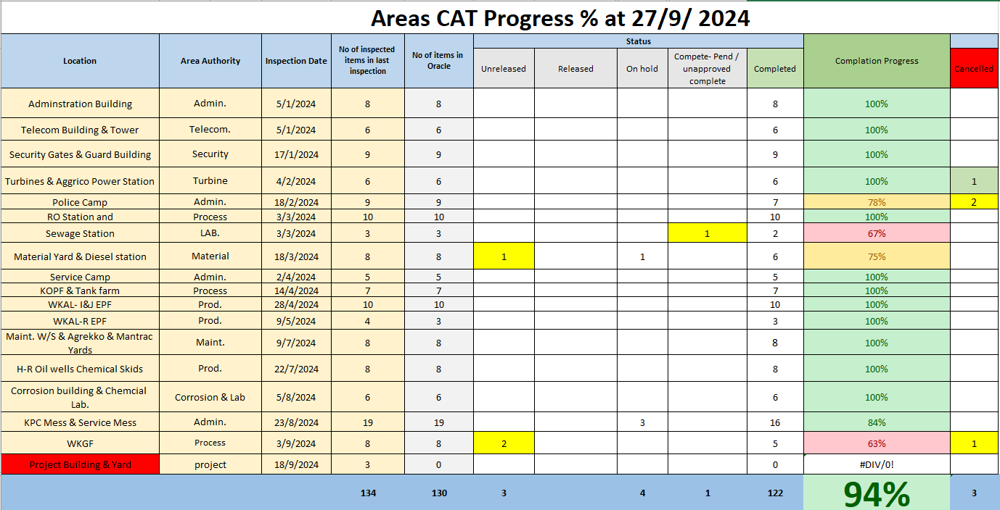 Areas CAT Progress % at 27/9/ 2024
Location Area Authority Inspection Date No of inspected items in last inspection No of items in Oracle Status Complation Progress
Unreleased Released On hold Compete- Pend / unapproved complete Completed Cancelled
Adminstration Building Admin. 5/1/2024 8 8 8 100%
Telecom Building & Tower Telecom. 5/1/2024 6 6 6 100%
Security Gates & Guard Building Security 17/1/2024 9 9 9 100%
Turbines & Aggrico Power Station Turbine 4/2/2024 6 6 6 100% 1
Police Camp Admin. 18/2/2024 9 9 7 78% 2
RO Station and Process 3/3/2024 10 10 10 100%
Sewage Station LAB. 3/3/2024 3 3 1 2 67%
Material Yard & Diesel station Material 18/3/2024 8 8 1 1 6 75%
Service Camp Admin. 2/4/2024 5 5 5 100%
KOPF & Tank farm Process 14/4/2024 7 7 7 100%
WKAL- I&J EPF Prod. 28/4/2024 10 10 10 100%
WKAL-R EPF Prod. 9/5/2024 4 3 3 100%
Maint. W/S & Agrekko & Mantrac Yards Maint. 9/7/2024 8 8 8 100%
H-R Oil wells Chemical Skids Prod. 22/7/2024 8 8 8 100%
Corrosion building & Chemcial Lab. Corrosion & Lab 5/8/2024 6 6 6 100%
KPC Mess & Service Mess Admin. 23/8/2024 19 19 3 16 84%
WKGF Process 3/9/2024 8 8 2 5 63% 1
Project Building & Yard project 18/9/2024 3 0 0 #DIV/0!
134 130 3 4 1 122 94% 3